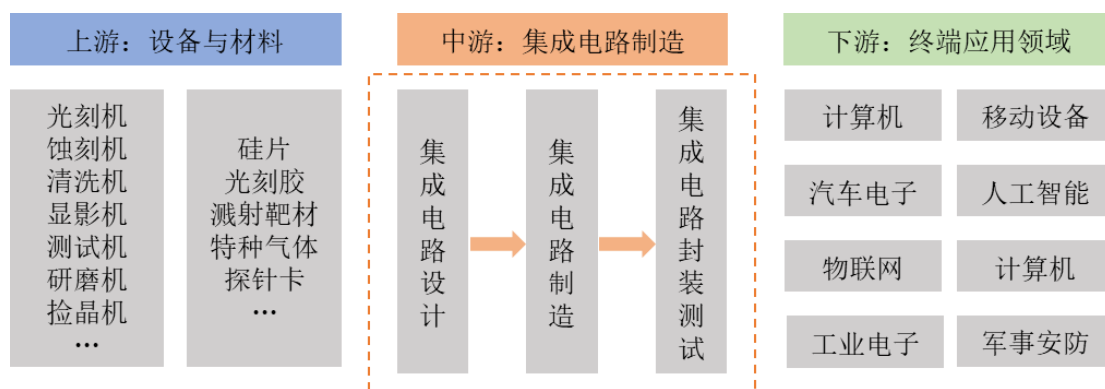 上游：设备与材料
中游：集成电路制造
下游：终端应用领域
光刻机
蚀刻机
清洗机
显影机
测试机
研磨机
捡晶机
…
硅片
光刻胶
溅射靶材
特种气体
探针卡
…
集成电路设计
集成电路制造
集成电路封装测试
计算机
移动设备
汽车电子
人工智能
物联网
计算机
工业电子
军事安防